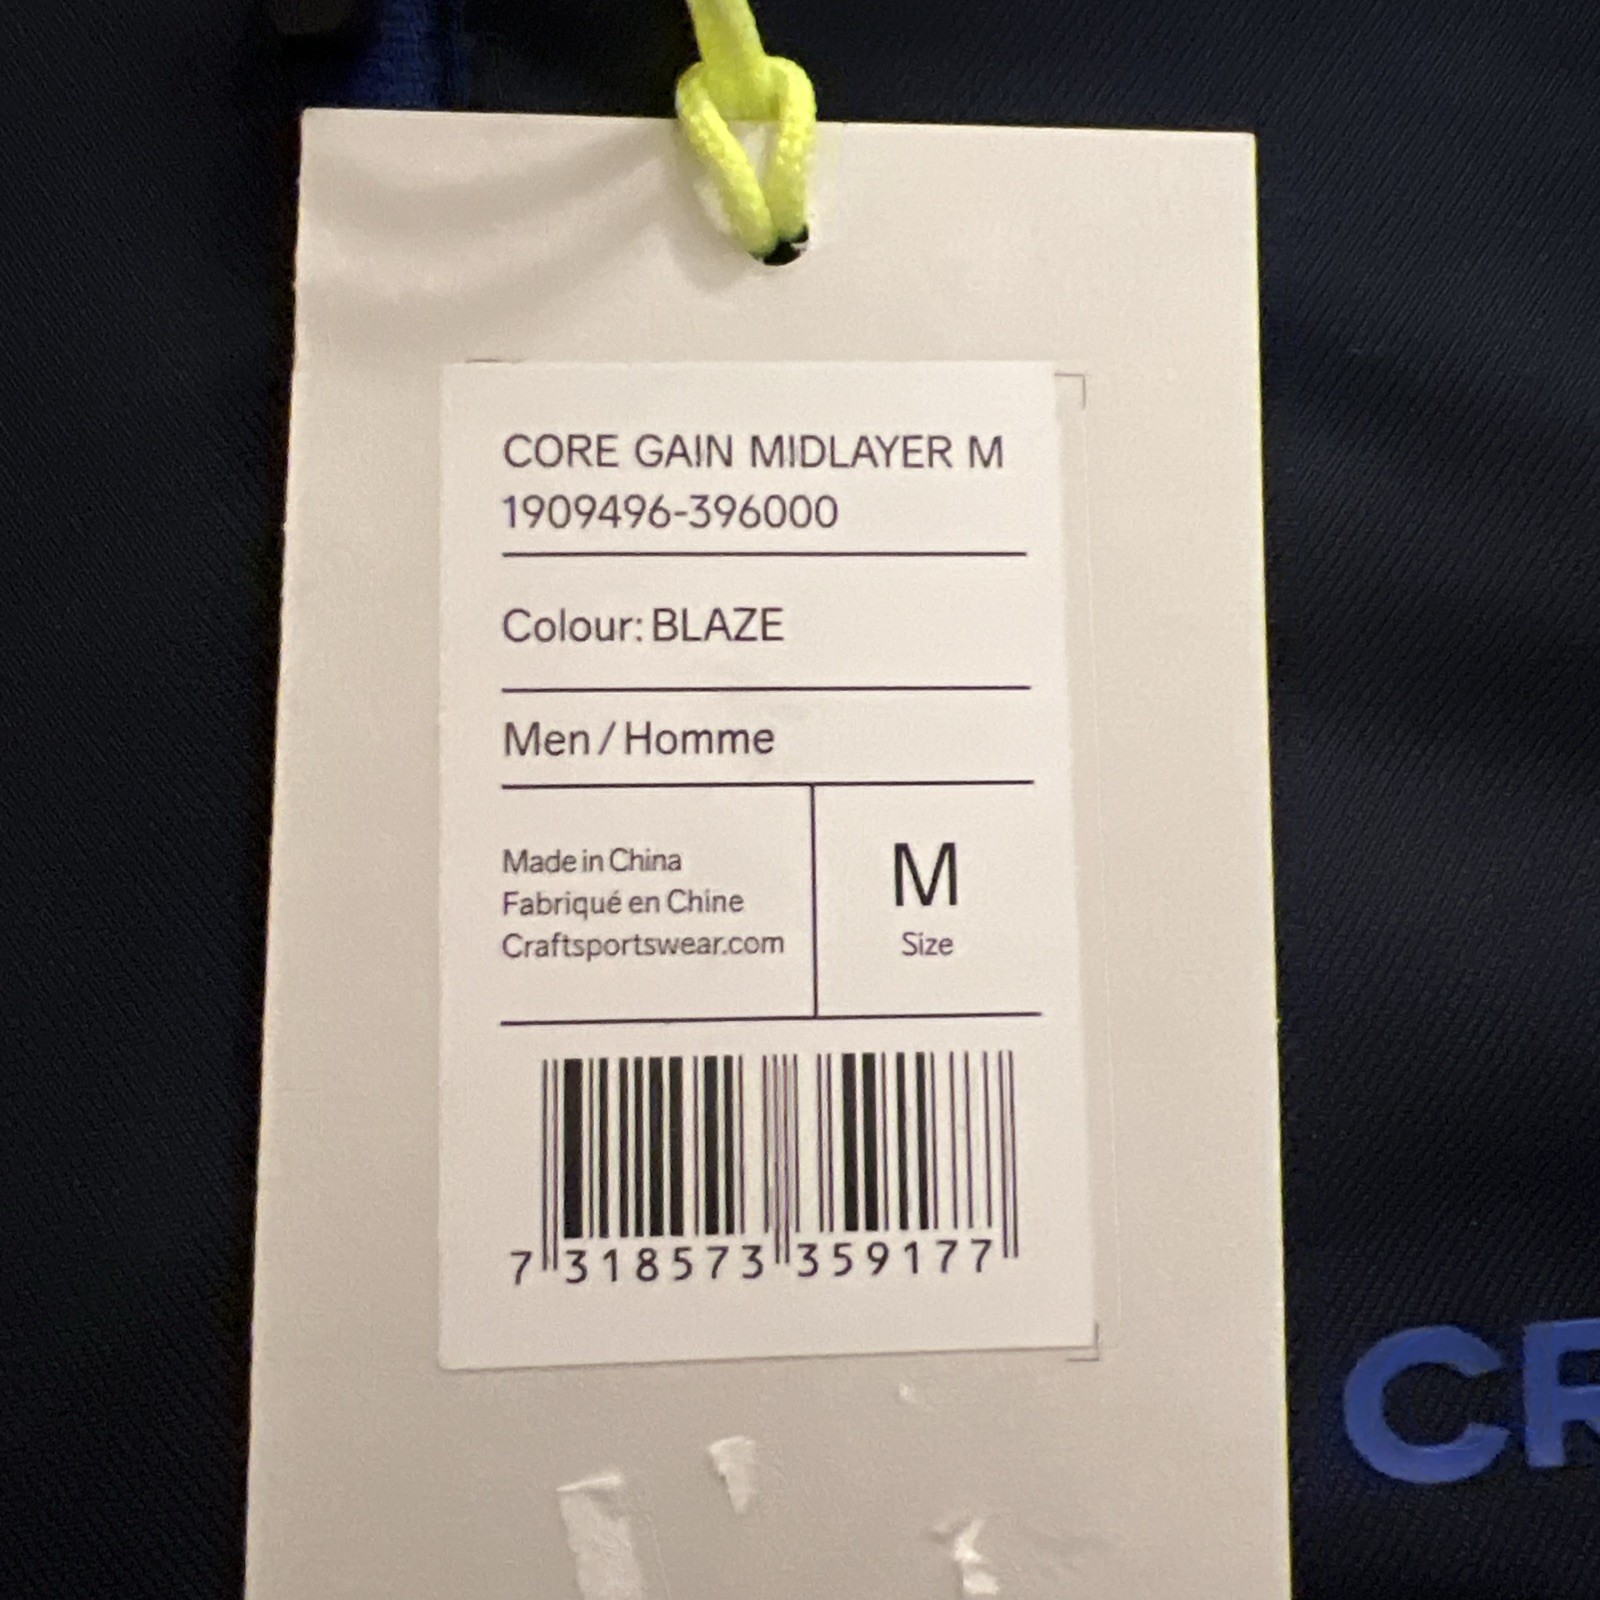 CORE GAIN MIDLAYER M
1909496-396000
Colour: BLAZE
Men / Homme
Made in China
Fabriqué en Chine
Craftsportswear.com
M
Size
7 318573 359177
CR